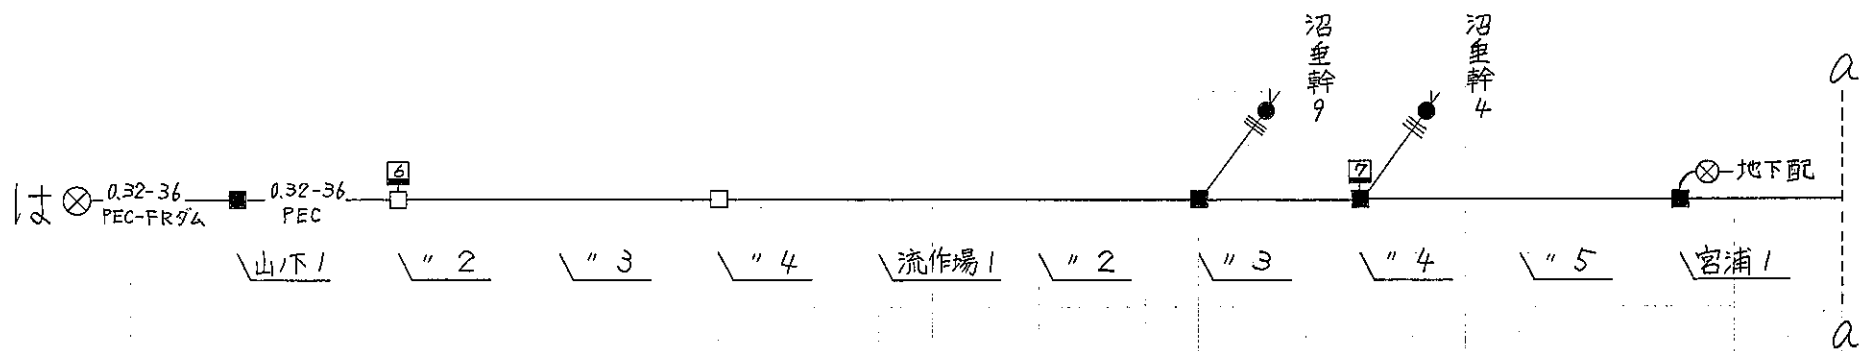 沼垂幹9
沼垂幹4
a
6
7
は
0.32-36
PEC-FRダム
0.32-36
PEC
地下配
山ノ下1
〃2
〃3
〃4
流作場1
〃2
〃3
〃4
〃5
宮浦1
a